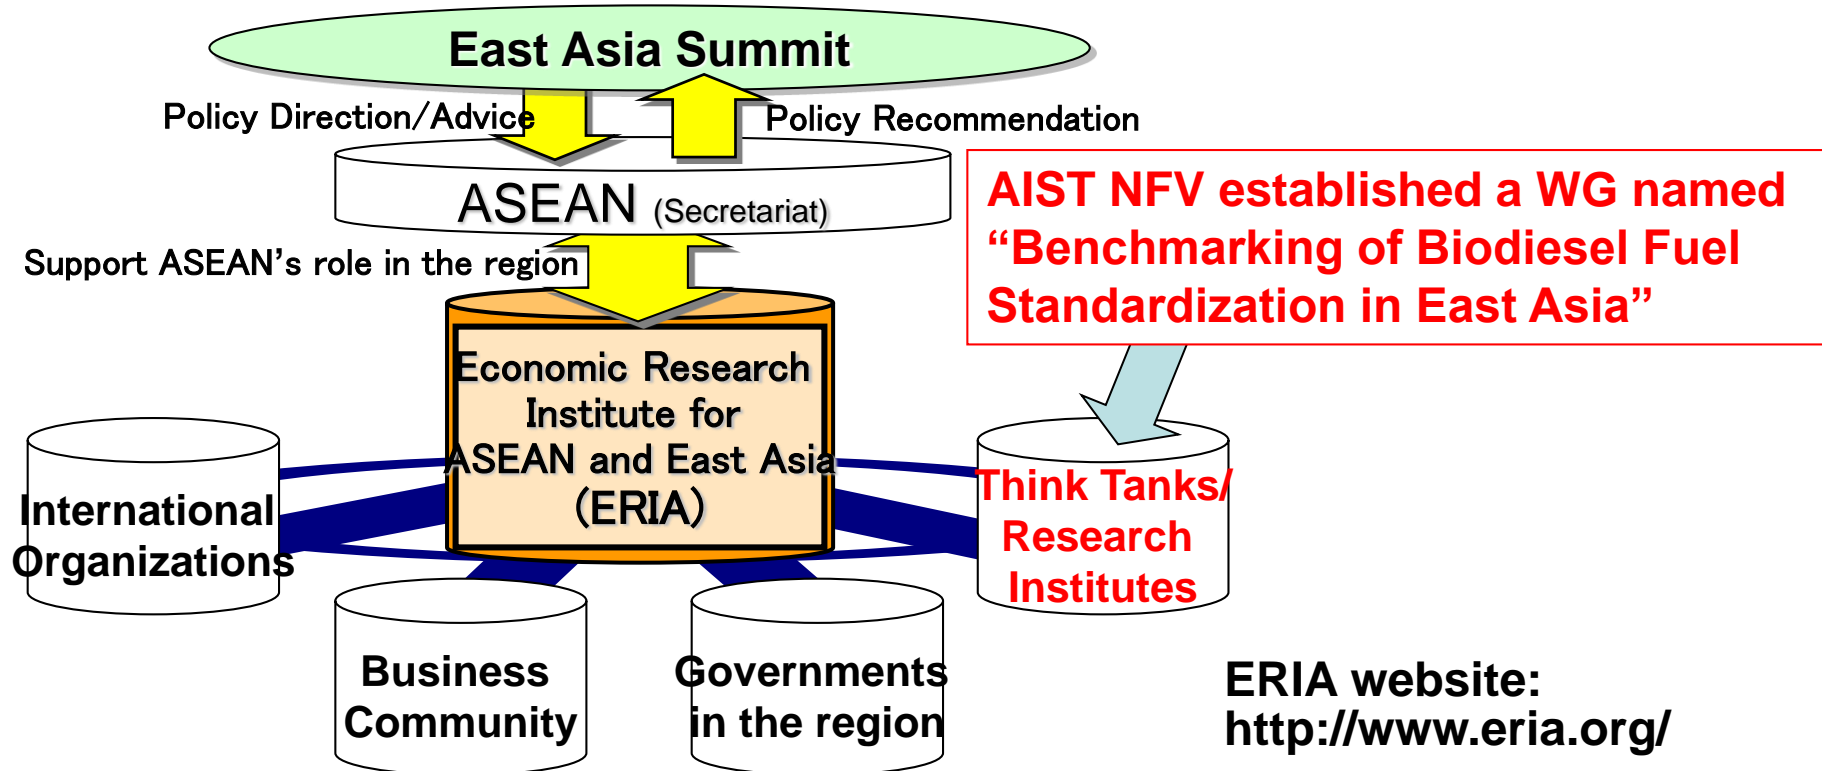 East Asia Summit
Policy Direction/Advice
Policy Recommendation
ASEAN (Secretariat)
AIST NFV established a WG named
“Benchmarking of Biodiesel Fuel
Standardization in East Asia”
Support ASEAN’s role in the region
Economic Research
Institute for
ASEAN and East Asia
(ERIA)
International
Organizations
Think Tanks/
Research
Institutes
Business
Community
Governments
in the region
ERIA website:
http://www.eria.org/